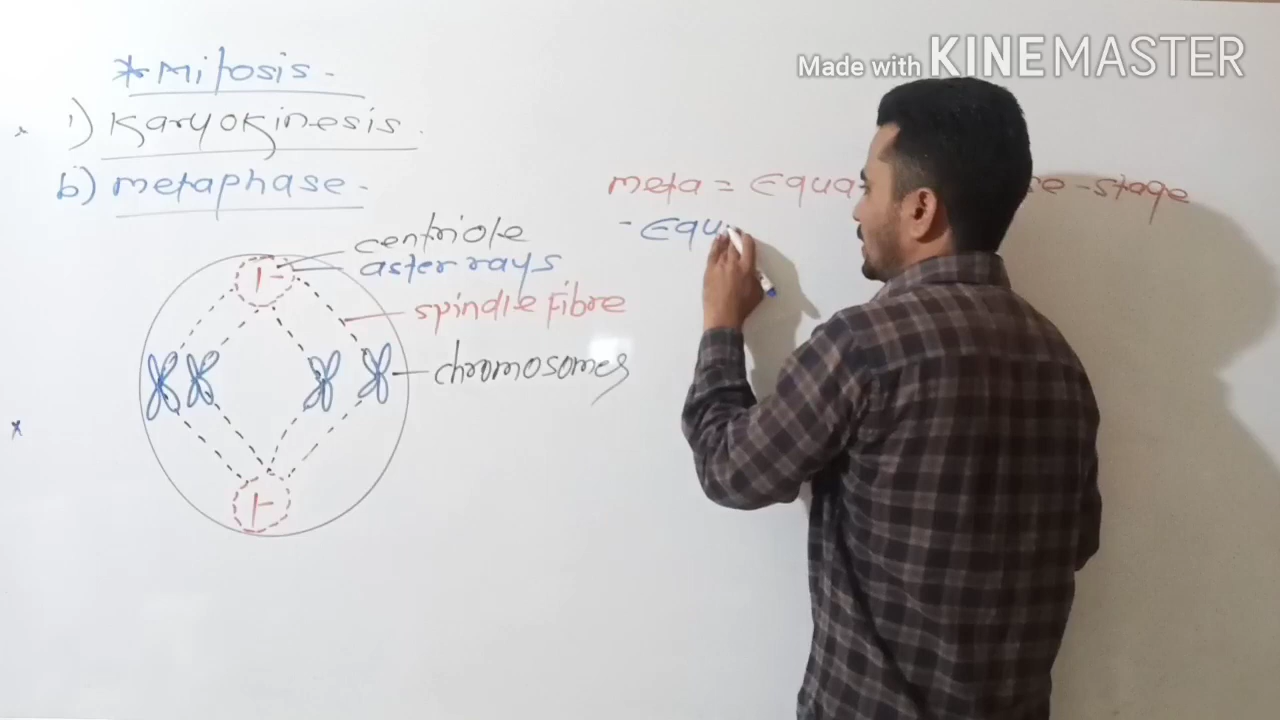 Made with KINEMASTER
* Mitosis -
1) Karyokinesis.
b) metaphase -
centriole
aster rays
spindle Fibre
chromosomes
meta = Equa -stage
- Equ